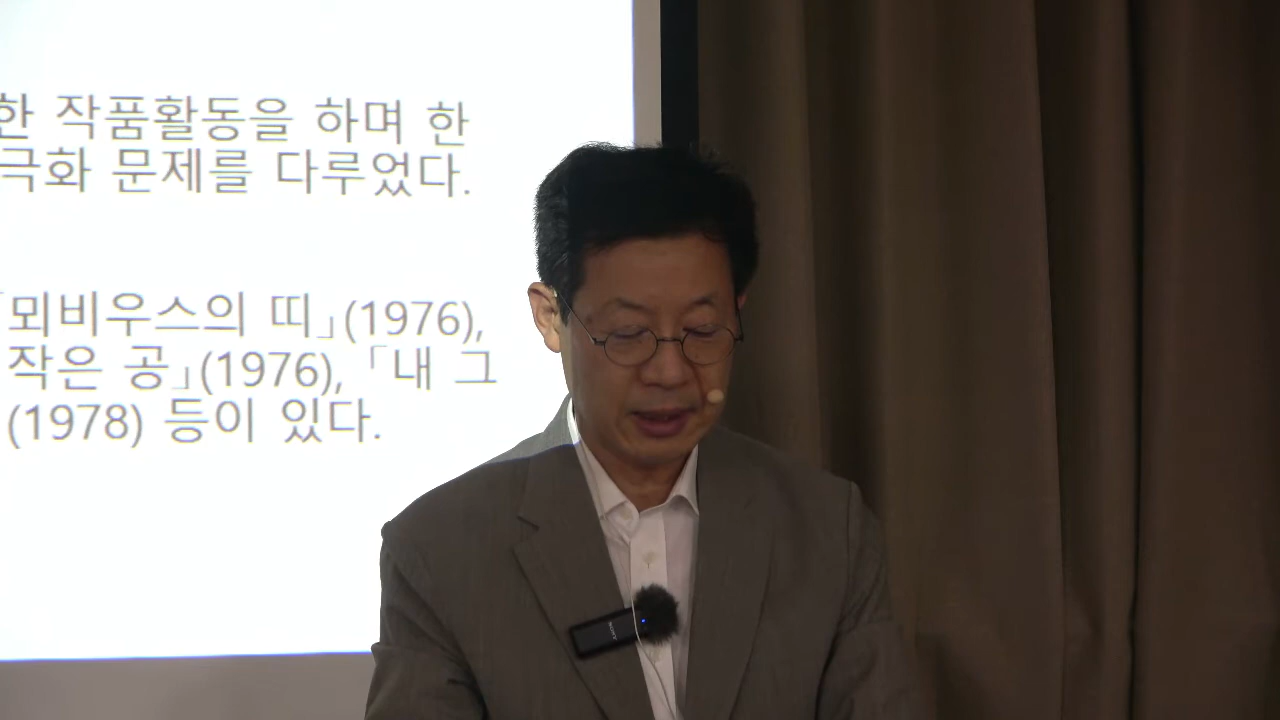 한 작품활동을 하며 한
극화 문제를 다루었다.
「뫼비우스의 띠」(1976),
작은 공」(1976), 「내 그
(1978) 등이 있다.
SONY